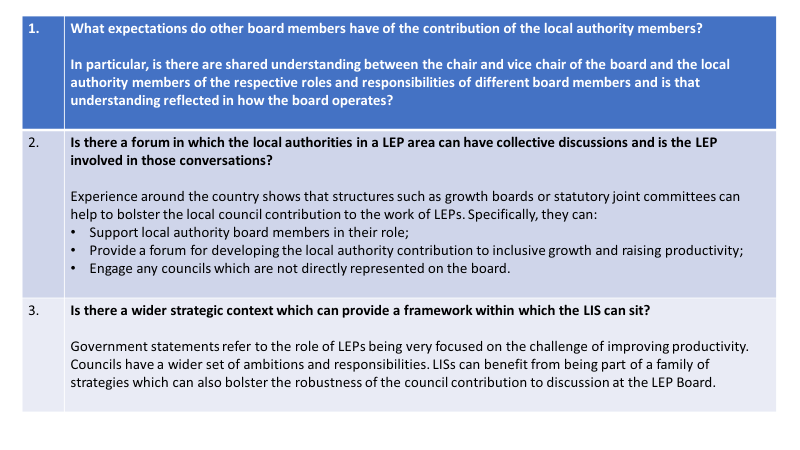 1. What expectations do other board members have of the contribution of the local authority members?
In particular, is there are shared understanding between the chair and vice chair of the board and the local
authority members of the respective roles and responsibilities of different board members and is that
understanding reflected in how the board operates?
2. Is there a forum in which the local authorities in a LEP area can have collective discussions and is the LEP
involved in those conversations?
Experience around the country shows that structures such as growth boards or statutory joint committees can
help to bolster the local council contribution to the work of LEPs. Specifically, they can:
• Support local authority board members in their role;
• Provide a forum for developing the local authority contribution to inclusive growth and raising productivity;
• Engage any councils which are not directly represented on the board.
3. Is there a wider strategic context which can provide a framework within which the LIS can sit?
Government statements refer to the role of LEPs being very focused on the challenge of improving productivity.
Councils have a wider set of ambitions and responsibilities. LISs can benefit from being part of a family of
strategies which can also bolster the robustness of the council contribution to discussion at the LEP Board.